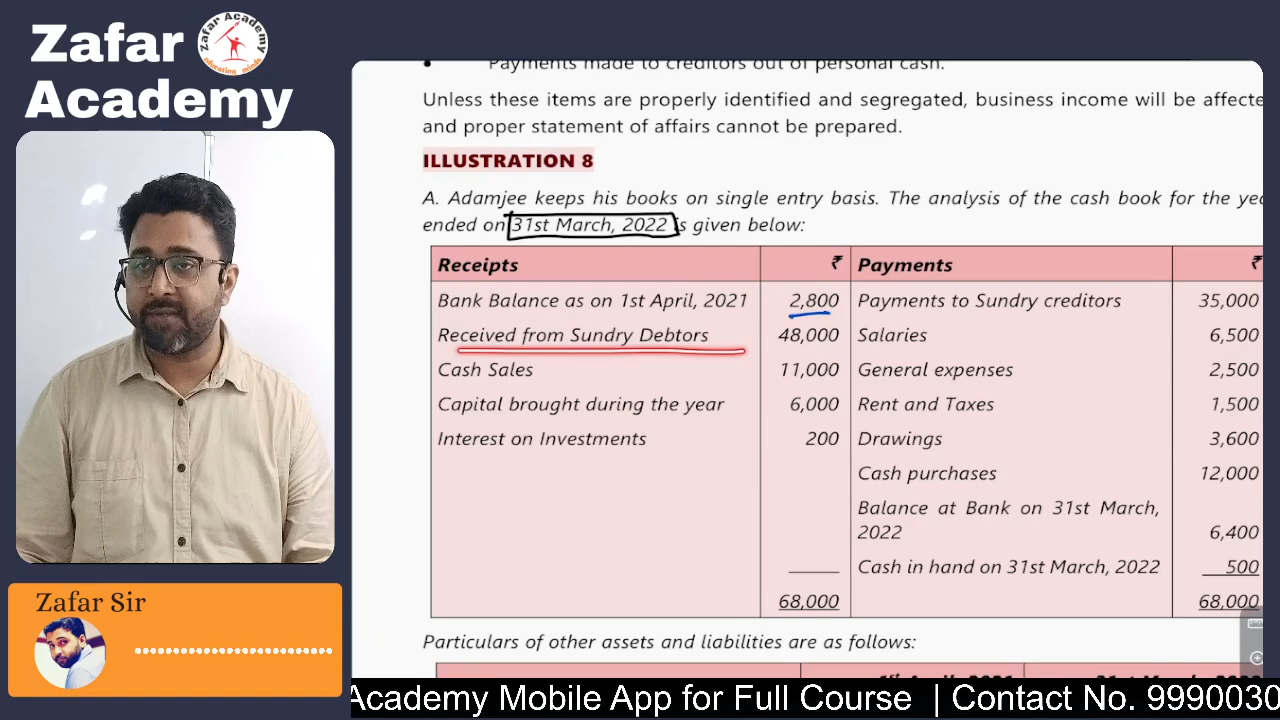 Zafar
Academy
Zafar Academy
educating minds
Payments made to creditors out of personal cash.
Unless these items are properly identified and segregated, business income will be affecte
and proper statement of affairs cannot be prepared.
ILLUSTRATION 8
A. Adamjee keeps his books on single entry basis. The analysis of the cash book for the yea
ended on 31st March, 2022 is given below:
Receipts ₹ Payments ₹
Bank Balance as on 1st April, 2021 2,800 Payments to Sundry creditors 35,000
Received from Sundry Debtors 48,000 Salaries 6,500
Cash Sales 11,000 General expenses 2,500
Capital brought during the year 6,000 Rent and Taxes 1,500
Interest on Investments 200 Drawings 3,600
Cash purchases 12,000
Balance at Bank on 31st March,
2022 6,400
Cash in hand on 31st March, 2022 500
68,000 68,000
Particulars of other assets and liabilities are as follows:
Zafar Sir
Academy Mobile App for Full Course | Contact No. 9990030